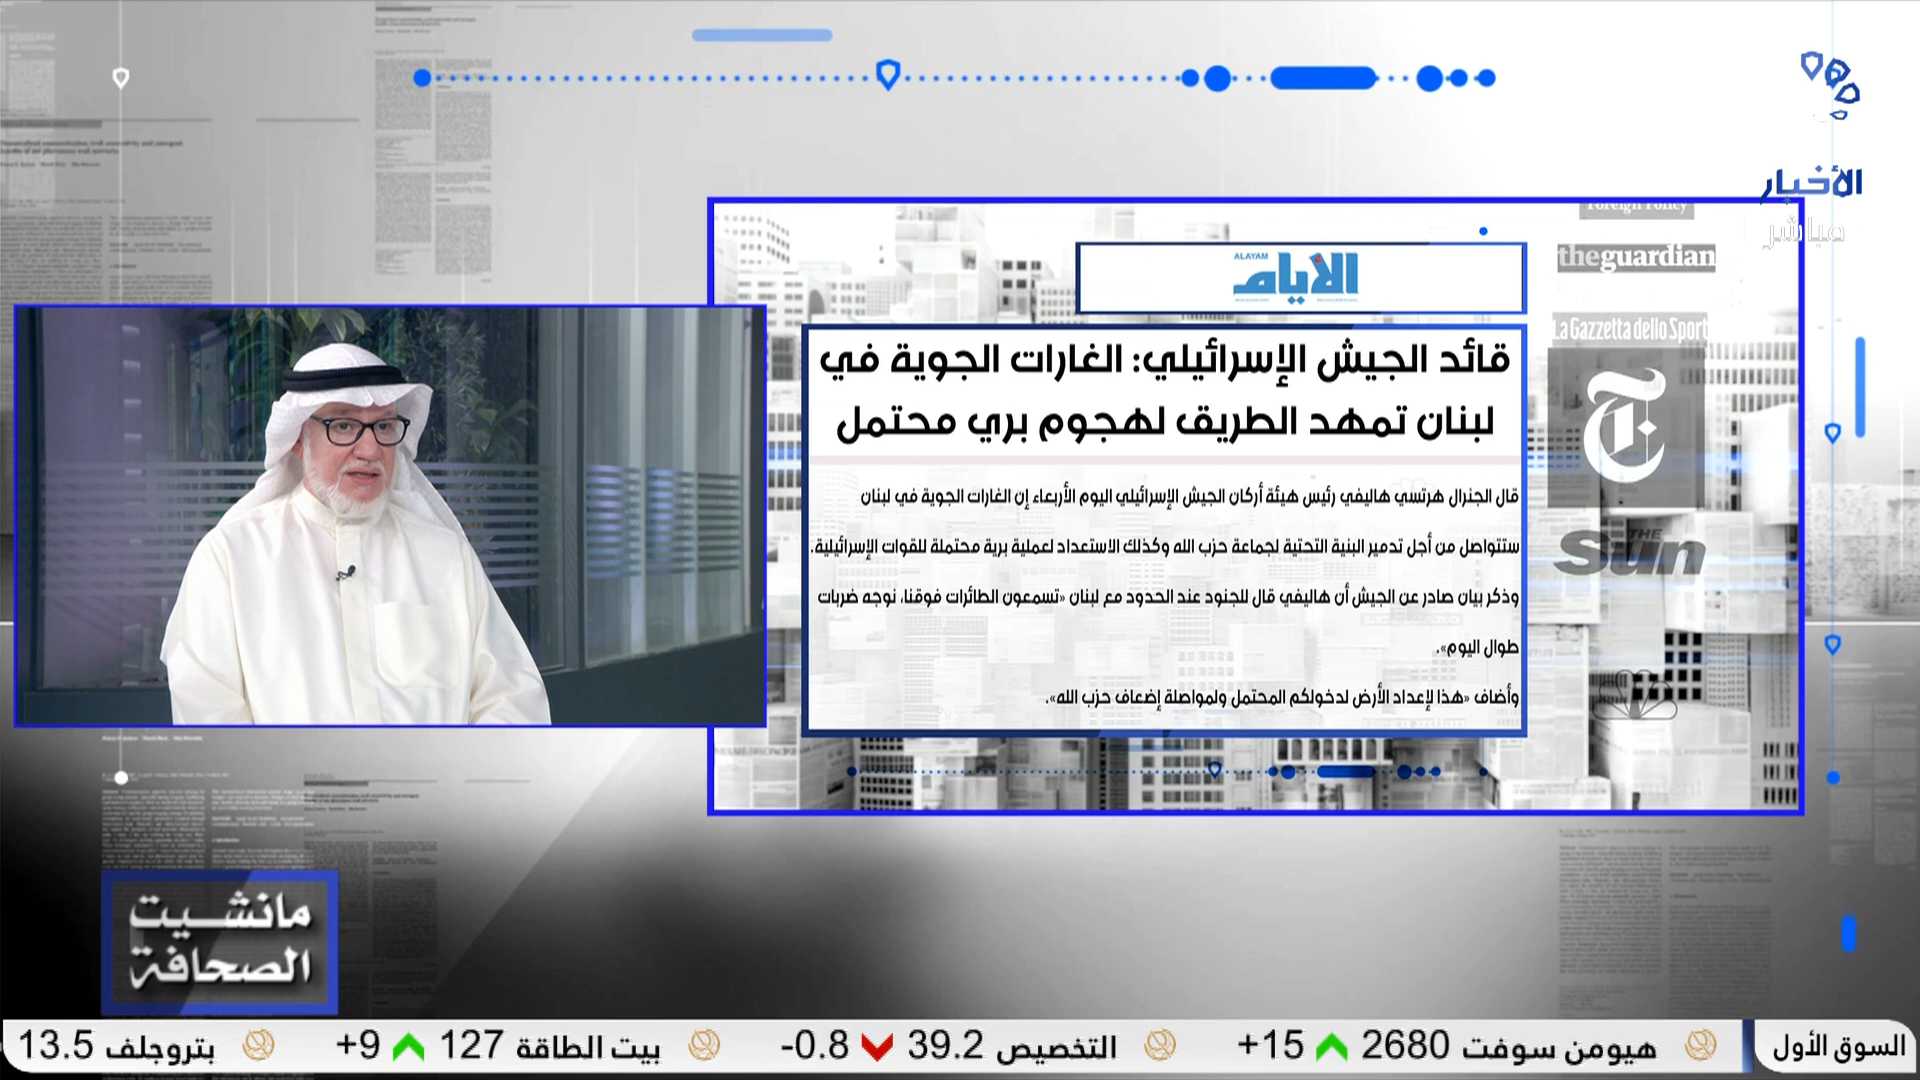 الأخبار
مباشر
Foreign Policy
theguardian
La Gazzetta dello Sport
THE
Sun
ALAYAM
الأيام
قائد الجيش الإسرائيلي: الغارات الجوية في
لبنان تمهد الطريق لهجوم بري محتمل
قال الجنرال هرتسي هاليفي رئيس هيئة أركان الجيش الإسرائيلي اليوم الأربعاء إن الغارات الجوية في لبنان
ستتواصل من أجل تدمير البنية التحتية لجماعة حزب الله وكذلك الاستعداد لعملية برية محتملة للقوات الإسرائيلية.
وذكر بيان صادر عن الجيش أن هاليفي قال للجنود عند الحدود مع لبنان «تسمعون الطائرات فوقنا، نوجه ضربات
طوال اليوم».
وأضاف «هذا لإعداد الأرض لدخولكم المحتمل ولمواصلة إضعاف حزب الله».
مانشيت
الصحافة
السوق الأول
هيومن سوفت 2680 +15
التخصيص 39.2 -0.8
بيت الطاقة 127 +9
بتروجلف 13.5